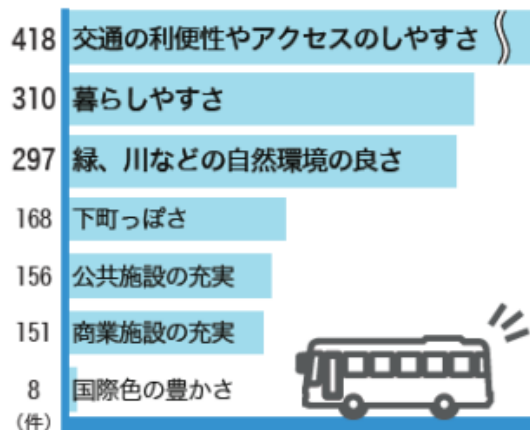 418 交通の利便性やアクセスのしやすさ
310 暮らしやすさ
297 緑、川などの自然環境の良さ
168 下町っぽさ
156 公共施設の充実
151 商業施設の充実
8 国際色の豊かさ
(件)